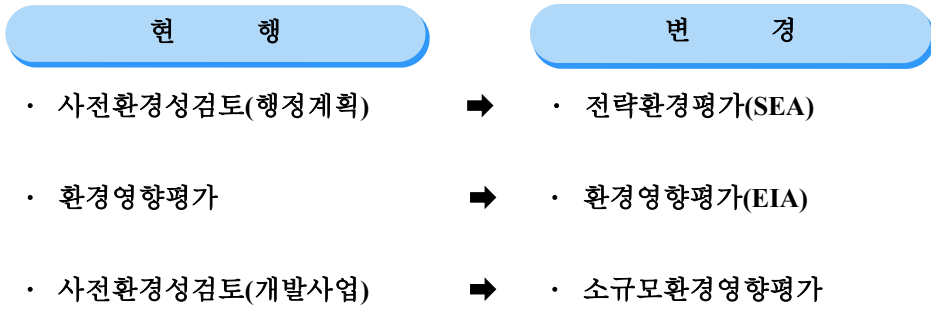 현 행 변 경
· 사전환경성검토(행정계획) ➡ · 전략환경평가(SEA)
· 환경영향평가 ➡ · 환경영향평가(EIA)
· 사전환경성검토(개발사업) ➡ · 소규모환경영향평가